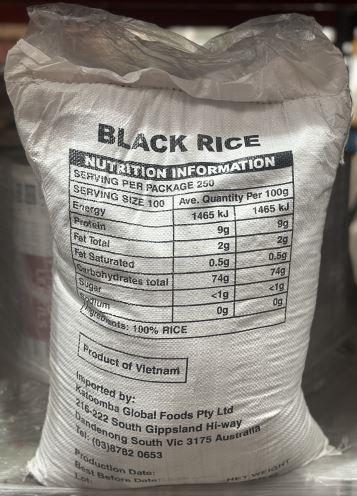 BLACK RICE
NUTRITION INFORMATION
SERVING PER PACKAGE 250
SERVING SIZE 100 Ave. Quantity Per 100g
Energy 1465 kJ 1465 kJ
Protein 9g 9g
Fat Total 2g 2g
Fat Saturated 0.5g 0.5g
Carbohydrates total 74g 74g
Sugar <1g <1g
Sodium 0g 0g
Ingredients: 100% RICE
Product of Vietnam
Imported by:
Katoomba Global Foods Pty Ltd
216-222 South Gippsland Hi-way
Dandenong South Vic 3175 Australia
Tel: (03)8782 0653
Production Date:
Best Before Date:
Lot: NET WEIGHT